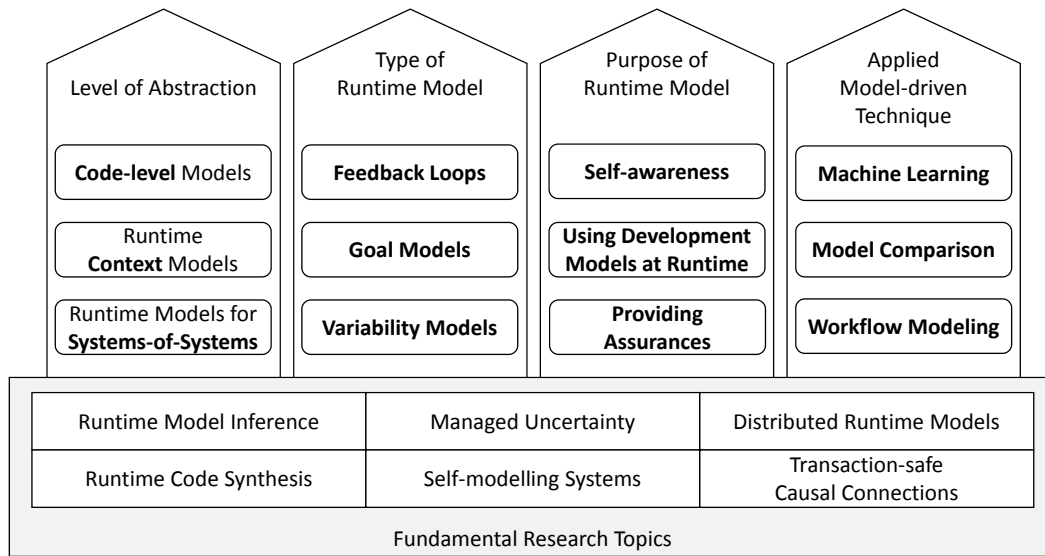 Level of Abstraction
Code-level Models
Runtime
Context Models
Runtime Models for
Systems-of-Systems
Type of
Runtime Model
Feedback Loops
Goal Models
Variability Models
Purpose of
Runtime Model
Self-awareness
Using Development
Models at Runtime
Providing
Assurances
Applied
Model-driven
Technique
Machine Learning
Model Comparison
Workflow Modeling
Runtime Model Inference
Managed Uncertainty
Distributed Runtime Models
Runtime Code Synthesis
Self-modelling Systems
Transaction-safe
Causal Connections
Fundamental Research Topics